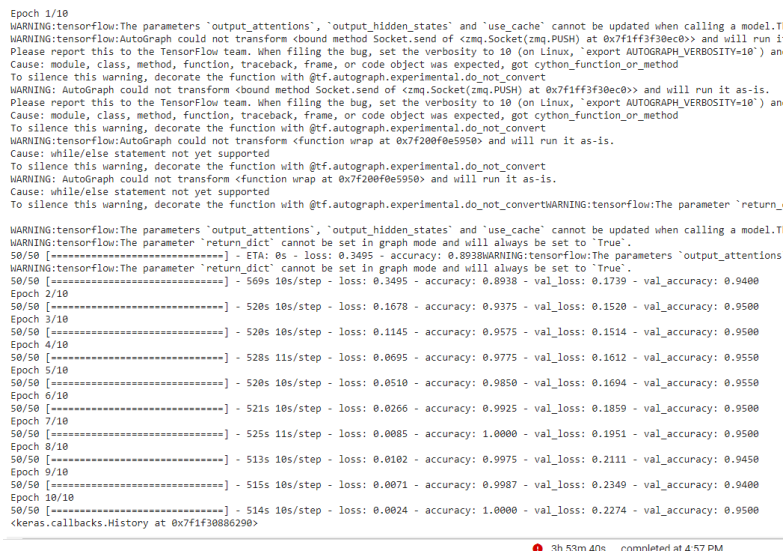 Epoch 1/10
WARNING:tensorflow:The parameters `output_attentions`, `output_hidden_states` and `use_cache` cannot be updated when calling a model.
WARNING:tensorflow:AutoGraph could not transform <bound method Socket.send of <zmq.Socket(zmq.PUSH) at 0x7f1ff3f30ec0>> and will run
Please report this to the TensorFlow team. When filing the bug, set the verbosity to 10 (on Linux, `export AUTOGRAPH_VERBOSITY=10`)
Cause: module, class, method, function, traceback, frame, or code object was expected, got cython_function_or_method
To silence this warning, decorate the function with @tf.autograph.experimental.do_not_convert
WARNING: AutoGraph could not transform <bound method Socket.send of <zmq.Socket(zmq.PUSH) at 0x7f1ff3f30ec0>> and will run it as-is.
Please report this to the TensorFlow team. When filing the bug, set the verbosity to 10 (on Linux, `export AUTOGRAPH_VERBOSITY=10`)
Cause: module, class, method, function, traceback, frame, or code object was expected, got cython_function_or_method
To silence this warning, decorate the function with @tf.autograph.experimental.do_not_convert
WARNING:tensorflow:AutoGraph could not transform <function wrap at 0x7f200f0e5950> and will run it as-is.
Cause: while/else statement not yet supported
To silence this warning, decorate the function with @tf.autograph.experimental.do_not_convert
WARNING: AutoGraph could not transform <function wrap at 0x7f200f0e5950> and will run it as-is.
Cause: while/else statement not yet supported
To silence this warning, decorate the function with @tf.autograph.experimental.do_not_convertWARNING:tensorflow:The parameter `return_
WARNING:tensorflow:The parameters `output_attentions`, `output_hidden_states` and `use_cache` cannot be updated when calling a model.
WARNING:tensorflow:The parameter `return_dict` cannot be set in graph mode and will always be set to `True`.
50/50 [==============================] - ETA: 0s - loss: 0.3495 - accuracy: 0.8938WARNING:tensorflow:The parameters `output_attentions
WARNING:tensorflow:The parameter `return_dict` cannot be set in graph mode and will always be set to `True`.
50/50 [==============================] - 569s 10s/step - loss: 0.3495 - accuracy: 0.8938 - val_loss: 0.1739 - val_accuracy: 0.9400
Epoch 2/10
50/50 [==============================] - 520s 10s/step - loss: 0.1678 - accuracy: 0.9375 - val_loss: 0.1520 - val_accuracy: 0.9500
Epoch 3/10
50/50 [==============================] - 520s 10s/step - loss: 0.1145 - accuracy: 0.9575 - val_loss: 0.1514 - val_accuracy: 0.9500
Epoch 4/10
50/50 [==============================] - 528s 11s/step - loss: 0.0695 - accuracy: 0.9775 - val_loss: 0.1612 - val_accuracy: 0.9550
Epoch 5/10
50/50 [==============================] - 520s 10s/step - loss: 0.0510 - accuracy: 0.9850 - val_loss: 0.1694 - val_accuracy: 0.9550
Epoch 6/10
50/50 [==============================] - 521s 10s/step - loss: 0.0266 - accuracy: 0.9925 - val_loss: 0.1859 - val_accuracy: 0.9500
Epoch 7/10
50/50 [==============================] - 525s 11s/step - loss: 0.0085 - accuracy: 1.0000 - val_loss: 0.1951 - val_accuracy: 0.9500
Epoch 8/10
50/50 [==============================] - 513s 10s/step - loss: 0.0102 - accuracy: 0.9975 - val_loss: 0.2111 - val_accuracy: 0.9450
Epoch 9/10
50/50 [==============================] - 515s 10s/step - loss: 0.0071 - accuracy: 0.9987 - val_loss: 0.2349 - val_accuracy: 0.9400
Epoch 10/10
50/50 [==============================] - 514s 10s/step - loss: 0.0024 - accuracy: 1.0000 - val_loss: 0.2274 - val_accuracy: 0.9500
<keras.callbacks.History at 0x7f1f30886290>
3h 53m 40s completed at 4:57 PM